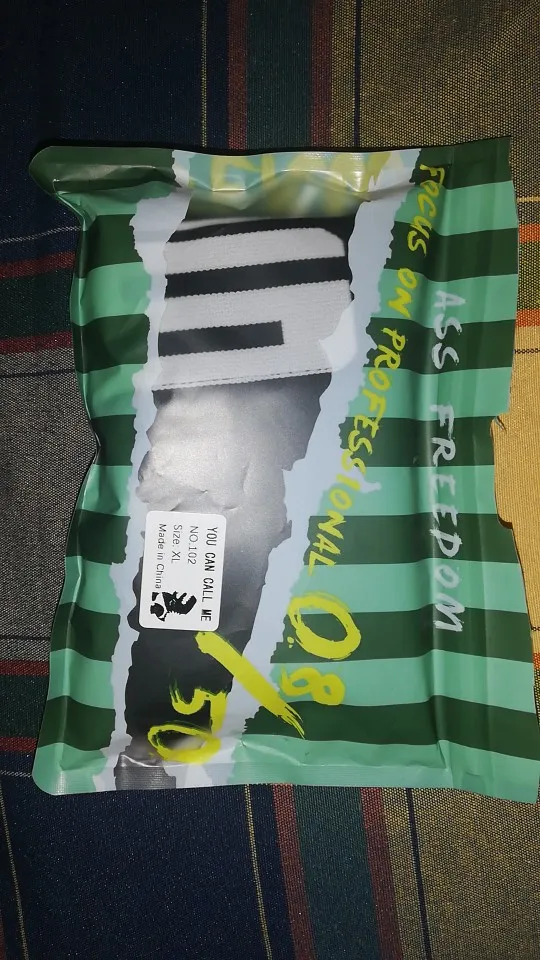 ASS FREEDOM
FOCUS ON PROFESSIONAL
0.8
50
YOU CAN CALL ME
NO.102
Size: XL
Made in China